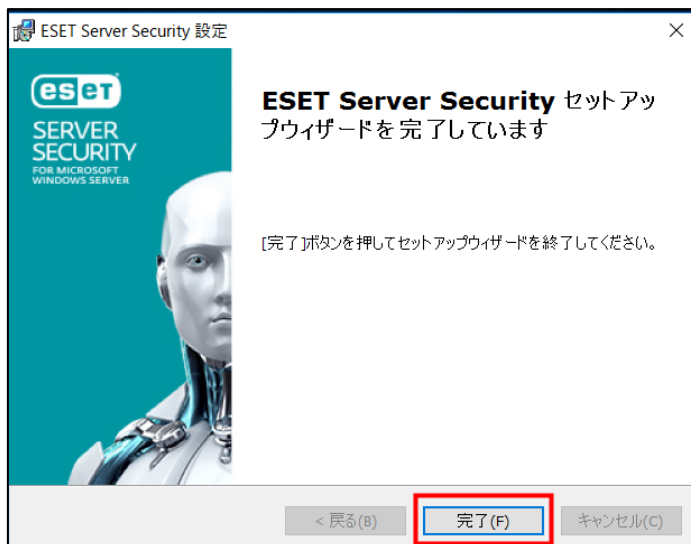 ESET Server Security 設定
eset
SERVER
SECURITY
FOR MICROSOFT
WINDOWS SERVER
ESET Server Security セットアッ
プウィザードを完了しています
[完了]ボタンを押してセットアップウィザードを終了してください。
< 戻る(B)
完了(F)
キャンセル(C)